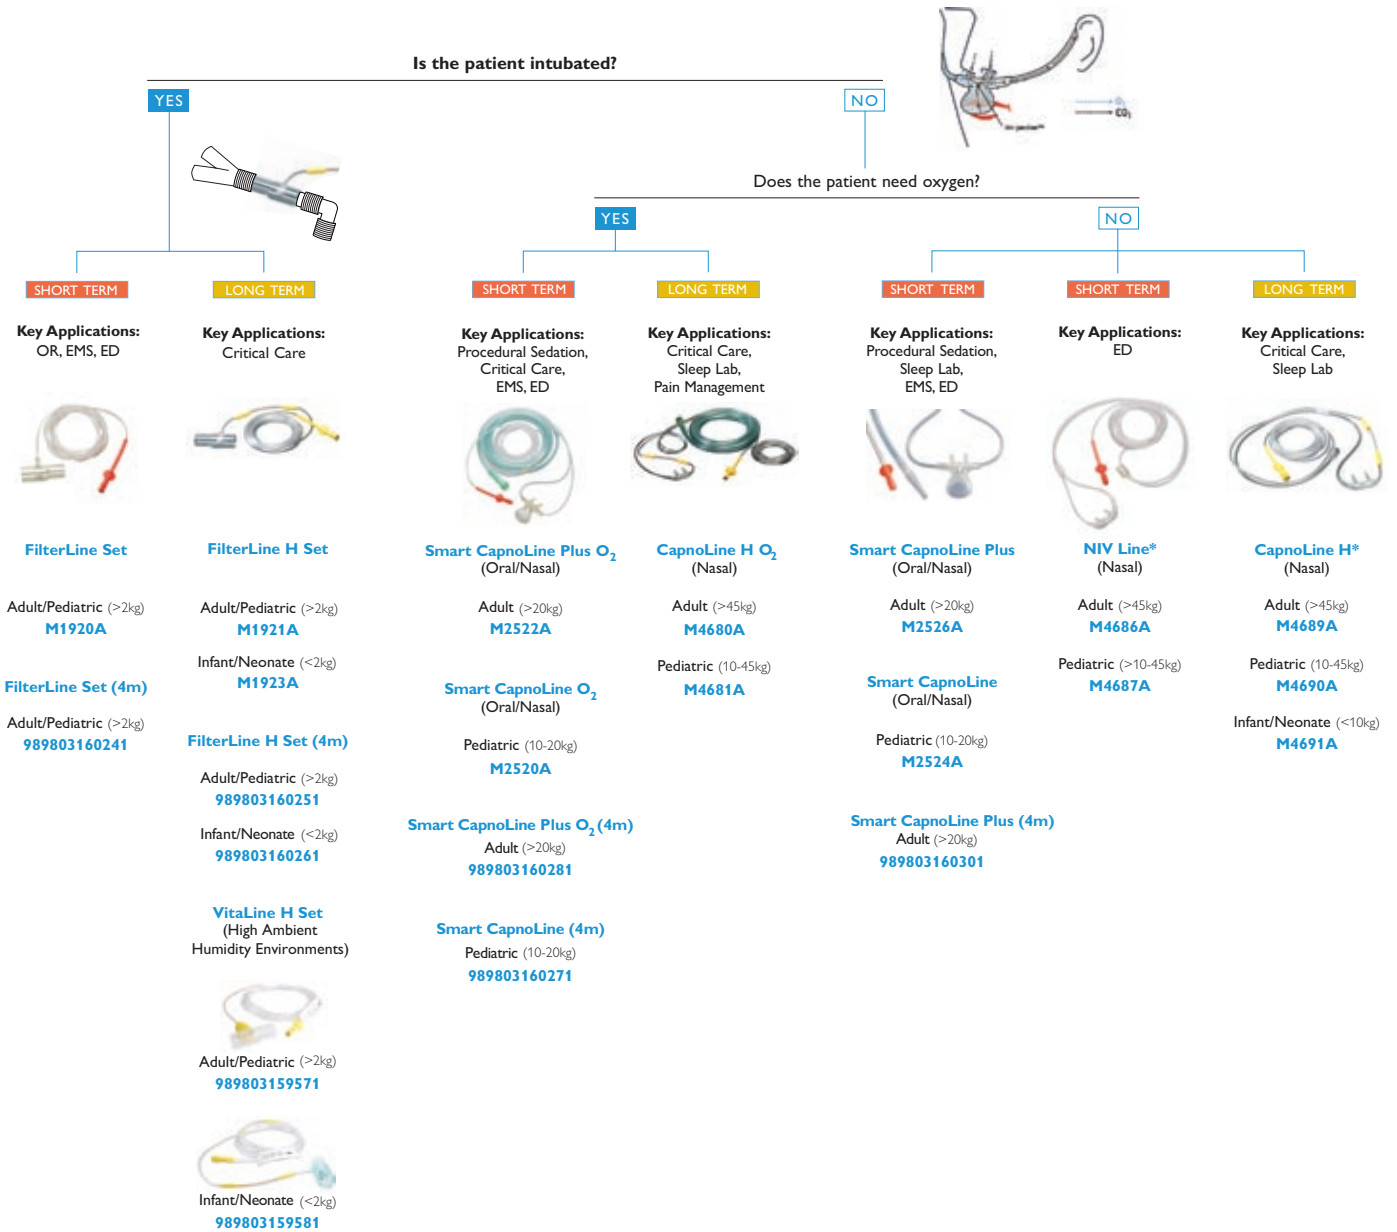 Is the patient intubated?
YES
NO
CO₂
Does the patient need oxygen?
YES
NO
SHORT TERM
Key Applications:
OR, EMS, ED
FilterLine Set
Adult/Pediatric (>2kg)
M1920A
FilterLine Set (4m)
Adult/Pediatric (>2kg)
989803160241
LONG TERM
Key Applications:
Critical Care
FilterLine H Set
Adult/Pediatric (>2kg)
M1921A
Infant/Neonate (<2kg)
M1923A
FilterLine H Set (4m)
Adult/Pediatric (>2kg)
989803160251
Infant/Neonate (<2kg)
989803160261
VitaLine H Set
(High Ambient
Humidity Environments)
Adult/Pediatric (>2kg)
989803159571
Infant/Neonate (<2kg)
989803159581
SHORT TERM
Key Applications:
Procedural Sedation,
Critical Care,
EMS, ED
Smart CapnoLine Plus O₂
(Oral/Nasal)
Adult (>20kg)
M2522A
Smart CapnoLine O₂
(Oral/Nasal)
Pediatric (10-20kg)
M2520A
Smart CapnoLine Plus O₂ (4m)
Adult (>20kg)
989803160281
Smart CapnoLine (4m)
Pediatric (10-20kg)
989803160271
LONG TERM
Key Applications:
Critical Care,
Sleep Lab,
Pain Management
CapnoLine H O₂
(Nasal)
Adult (>45kg)
M4680A
Pediatric (10-45kg)
M4681A
SHORT TERM
Key Applications:
Procedural Sedation,
Sleep Lab,
EMS, ED
Smart CapnoLine Plus
(Oral/Nasal)
Adult (>20kg)
M2526A
Smart CapnoLine
(Oral/Nasal)
Pediatric (10-20kg)
M2524A
Smart CapnoLine Plus (4m)
Adult (>20kg)
989803160301
SHORT TERM
Key Applications:
ED
NIV Line*
(Nasal)
Adult (>45kg)
M4686A
Pediatric (>10-45kg)
M4687A
LONG TERM
Key Applications:
Critical Care,
Sleep Lab
CapnoLine H*
(Nasal)
Adult (>45kg)
M4689A
Pediatric (10-45kg)
M4690A
Infant/Neonate (<10kg)
M4691A